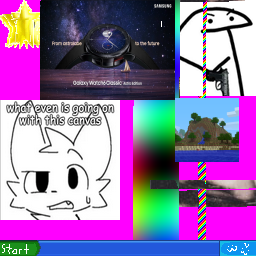 SAMSUNG
From astrolabe to the future
Galaxy Watch6 Classic Astro Edition
what even is going on
with this canvas
Start